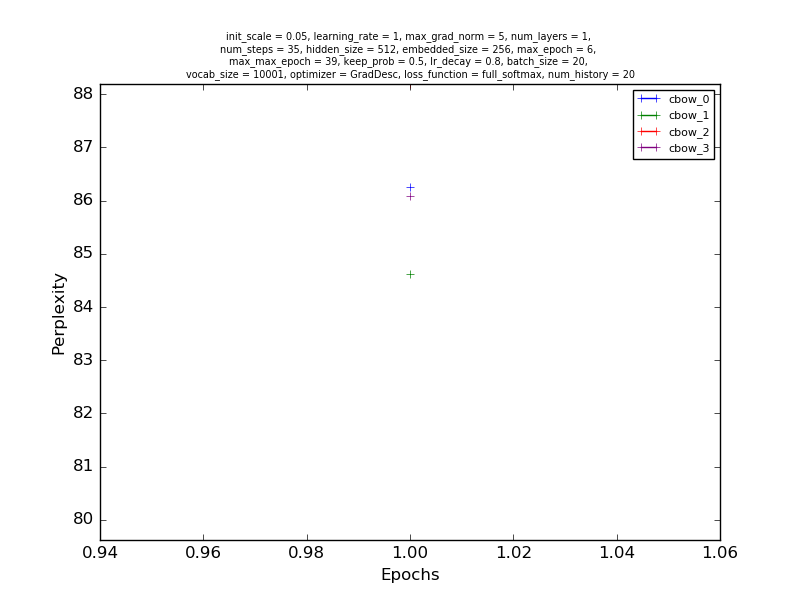 init_scale = 0.05, learning_rate = 1, max_grad_norm = 5, num_layers = 1,
num_steps = 35, hidden_size = 512, embedded_size = 256, max_epoch = 6,
max_max_epoch = 39, keep_prob = 0.5, lr_decay = 0.8, batch_size = 20,
vocab_size = 10001, optimizer = GradDesc, loss_function = full_softmax, num_history = 20
88
87
86
85
84
83
82
81
80
Perplexity
cbow_0
cbow_1
cbow_2
cbow_3
0.94 0.96 0.98 1.00 1.02 1.04 1.06
Epochs